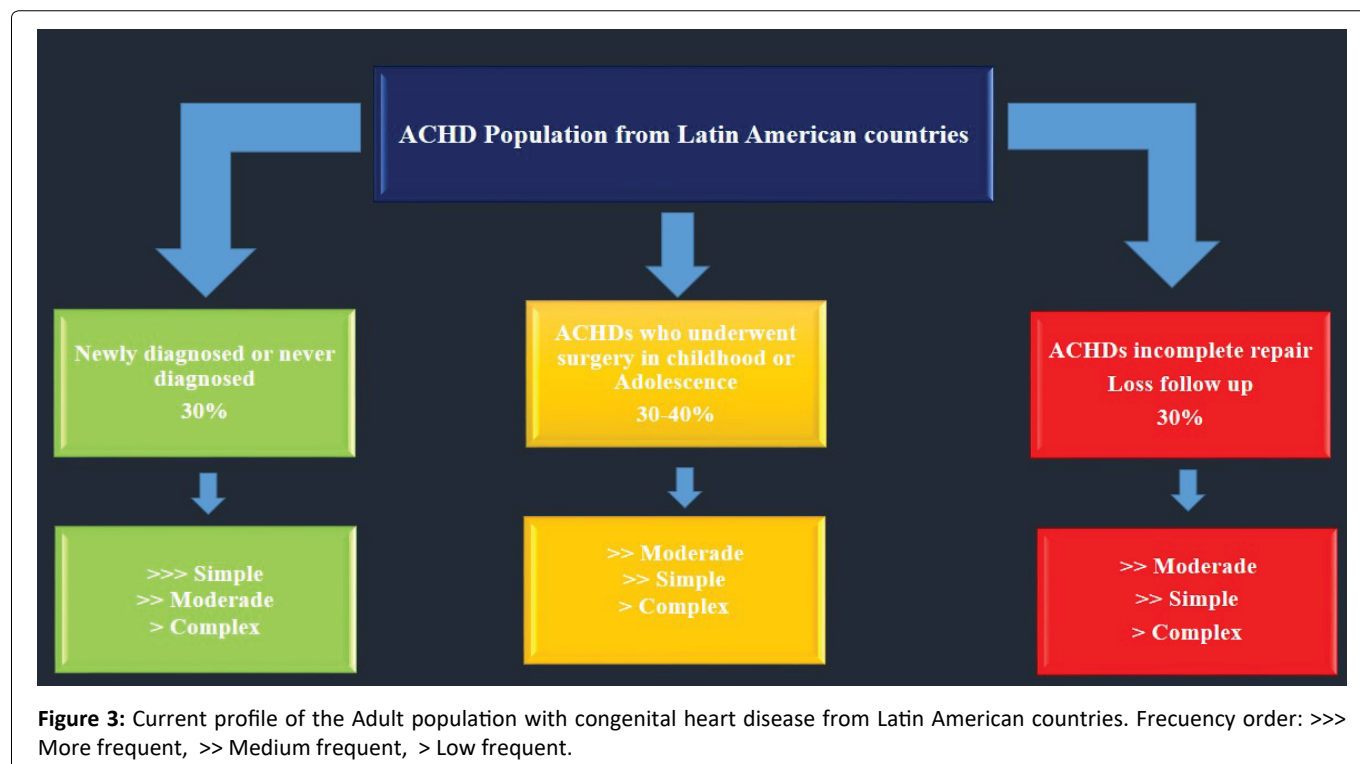 ACHD Population from Latin American countries
Newly diagnosed or never
diagnosed
30%
ACHDs who underwent
surgery in childhood or
Adolescence
30-40%
ACHDs incomplete repair
Loss follow up
30%
>>> Simple
>> Moderade
> Complex
>> Moderade
>> Simple
> Complex
>> Moderade
>> Simple
> Complex
Figure 3: Current profile of the Adult population with congenital heart disease from Latin American countries. Frecuency order: >>>
More frequent, >> Medium frequent, > Low frequent.